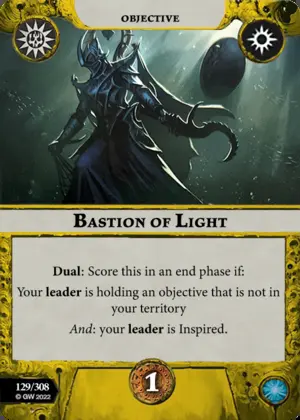 OBJECTIVE
BASTION OF LIGHT
Dual: Score this in an end phase if:
Your leader is holding an objective that is not in
your territory
And: your leader is Inspired.
129/308
© GW 2022
1